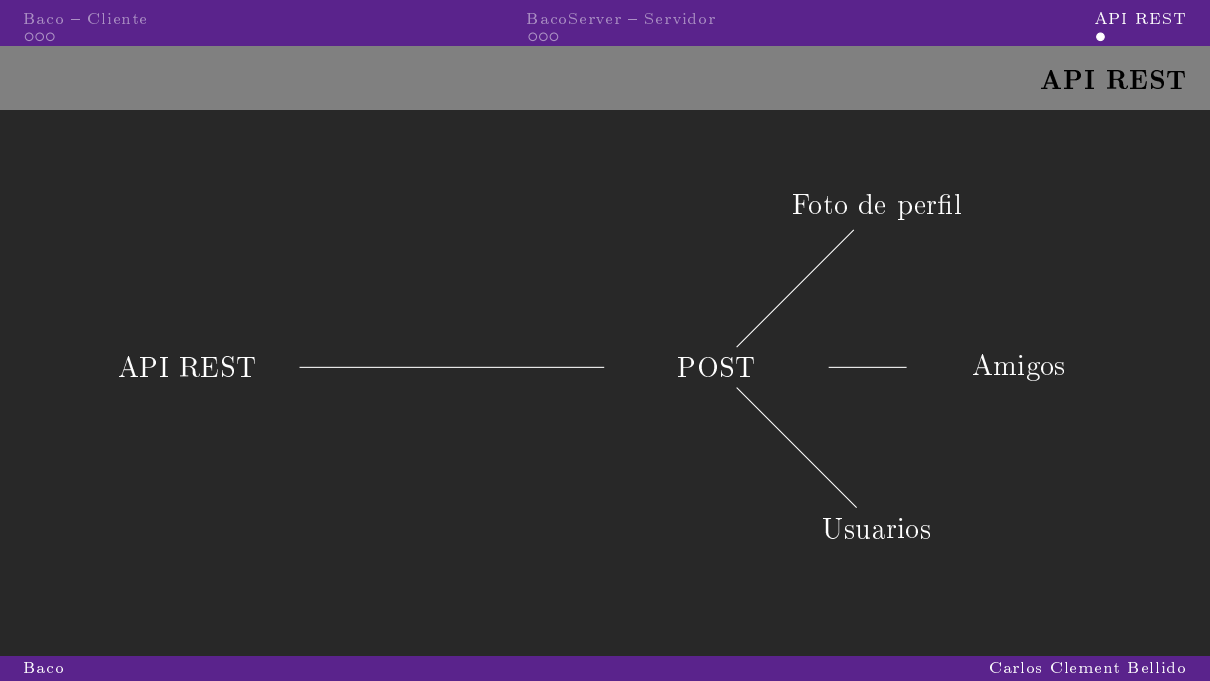 Baco – Cliente
BacoServer – Servidor
API REST
API REST
Foto de perfil
API REST
POST
Amigos
Usuarios
Baco
Carlos Clement Bellido